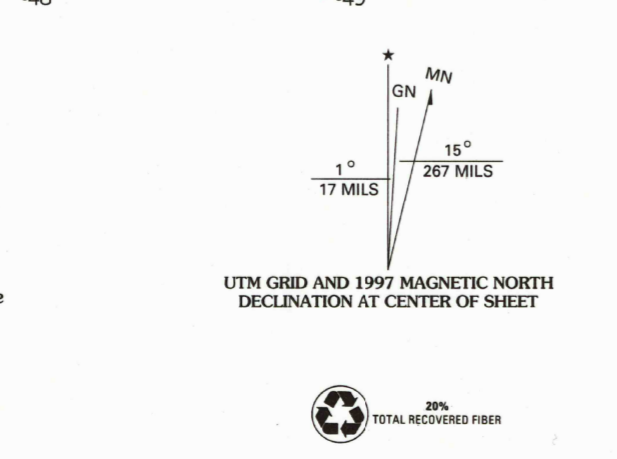 ★
GN
MN
1°
17 MILS
15°
267 MILS
UTM GRID AND 1997 MAGNETIC NORTH
DECLINATION AT CENTER OF SHEET
20%
TOTAL RECOVERED FIBER